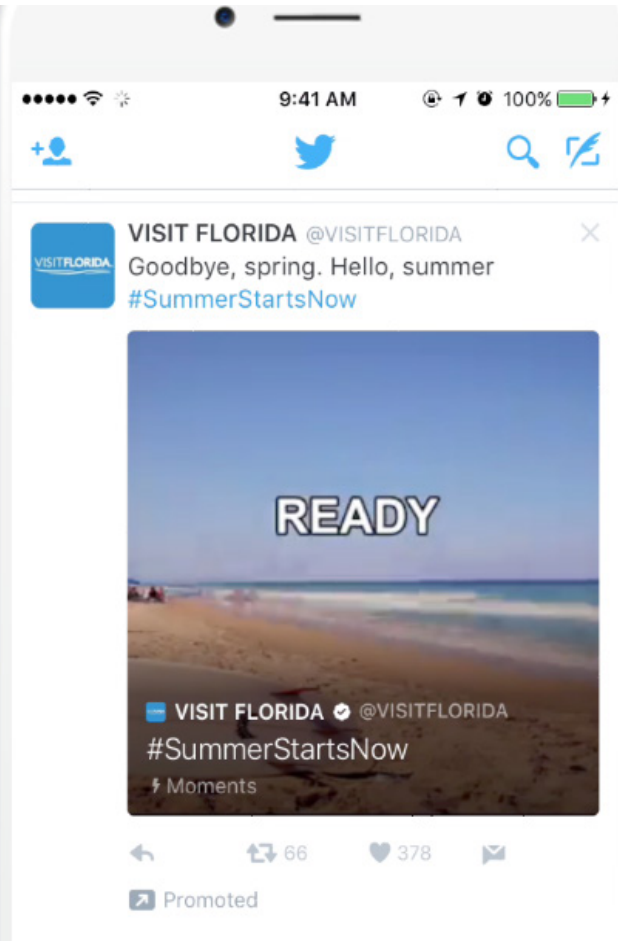 9:41 AM 100%
VISIT FLORIDA @VISITFLORIDA
VISITFLORIDA.
Goodbye, spring. Hello, summer
#SummerStartsNow
READY
VISIT FLORIDA @VISITFLORIDA
#SummerStartsNow
Moments
66 378
Promoted